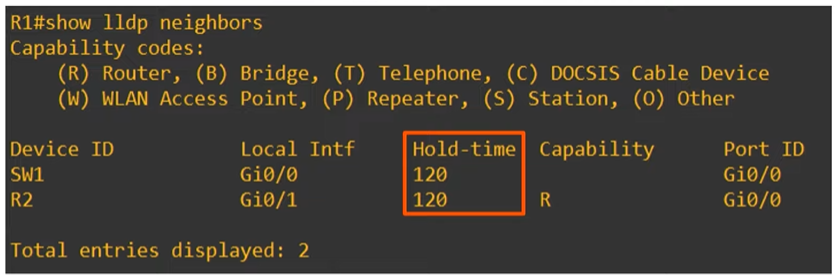 R1#show lldp neighbors
Capability codes:
    (R) Router, (B) Bridge, (T) Telephone, (C) DOCSIS Cable Device
    (W) WLAN Access Point, (P) Repeater, (S) Station, (O) Other
Device ID           Local Intf     Hold-time  Capability      Port ID
SW1                 Gi0/0          120                        Gi0/0
R2                  Gi0/1          120        R               Gi0/0
Total entries displayed: 2